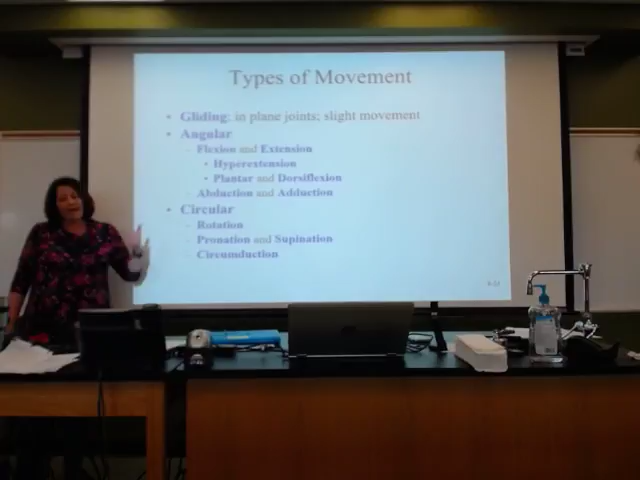 Types of Movement
• Gliding: in plane joints; slight movement
• Angular
– Flexion and Extension
• Hyperextension
• Plantar and Dorsiflexion
– Abduction and Adduction
• Circular
– Rotation
– Pronation and Supination
– Circumduction